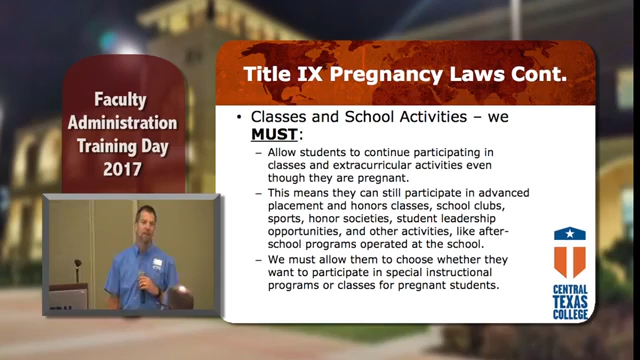 Faculty
Administration
Training Day
2017
Title IX Pregnancy Laws Cont.
• Classes and School Activities – we
MUST:
– Allow students to continue participating in
classes and extracurricular activities even
though they are pregnant.
– This means they can still participate in advanced
placement and honors classes, school clubs,
sports, honor societies, student leadership
opportunities, and other activities, like after-
school programs operated at the school.
– We must allow them to choose whether they
want to participate in special instructional
programs or classes for pregnant students.
CENTRAL
TEXAS
COLLEGE